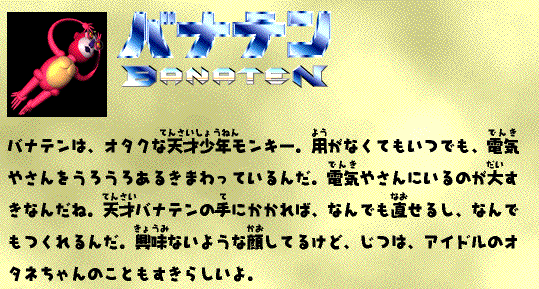 バナテン
BANATEN
バナテンは、オタクな天才少年モンキー。用がなくてもいつでも、電気
やさんをうろうろあるきまわっているんだ。電気やさんにいるのが大す
きなんだね。天才バナテンの手にかかれば、なんでも直せるし、なんで
もつくれるんだ。興味ないような顔してるけど、じつは、アイドルのオ
タネちゃんのこともすきらしいよ。